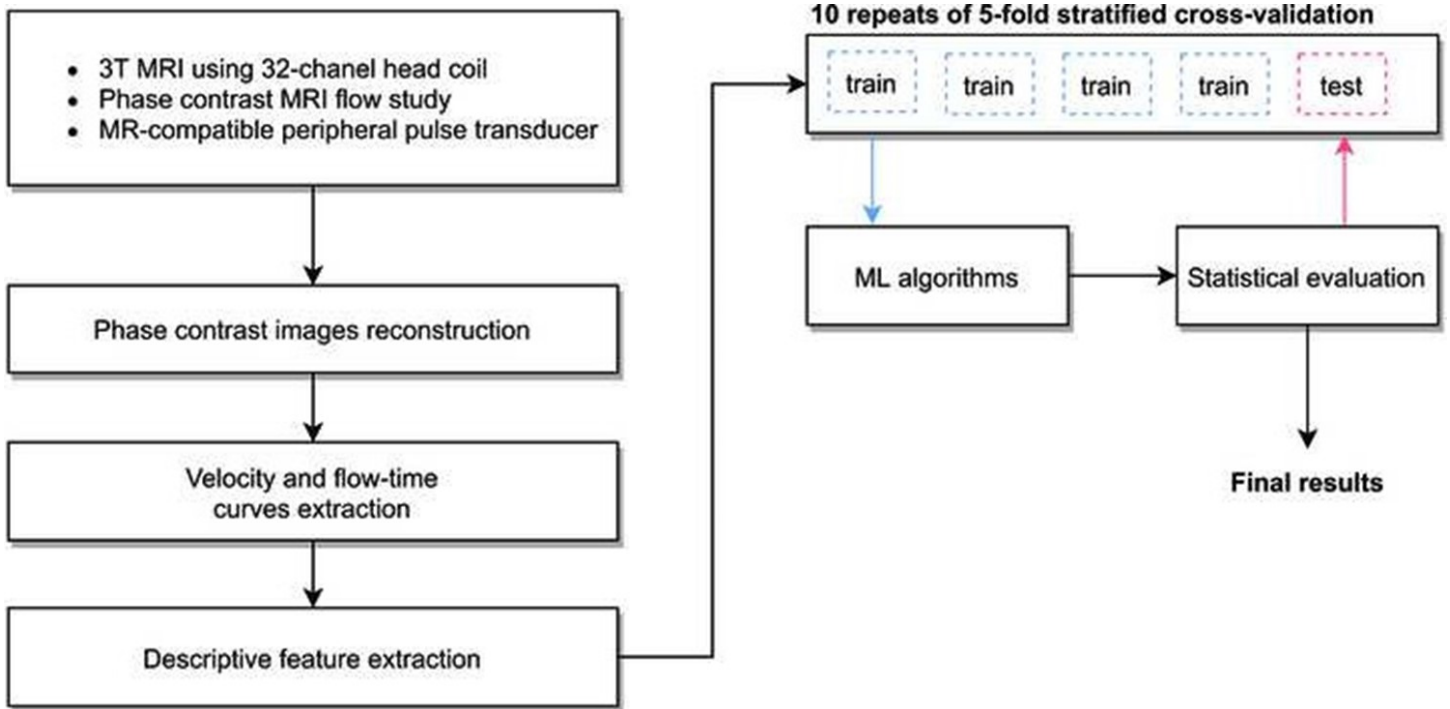 • 3T MRI using 32-chanel head coil
• Phase contrast MRI flow study
• MR-compatible peripheral pulse transducer
Phase contrast images reconstruction
Velocity and flow-time
curves extraction
Descriptive feature extraction
10 repeats of 5-fold stratified cross-validation
train train train train test
ML algorithms
Statistical evaluation
Final results